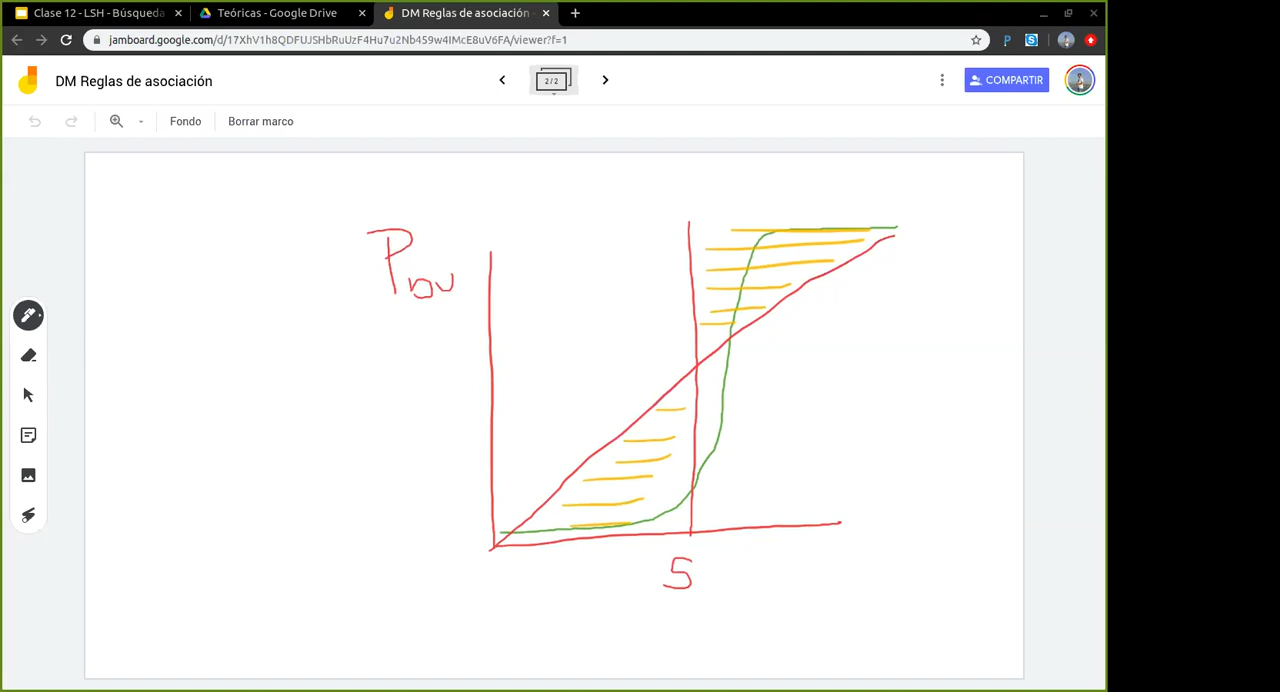 Clase 12 - LSH - Búsqueda
Teóricas - Google Drive
DM Reglas de asociación -
jamboard.google.com/d/17XhV1h8QDFUJSHbRuUzF4Hu7u2Nb459w4IMcE8uV6FA/viewer?f=1
DM Reglas de asociación
2 / 2
COMPARTIR
Fondo
Borrar marco
S